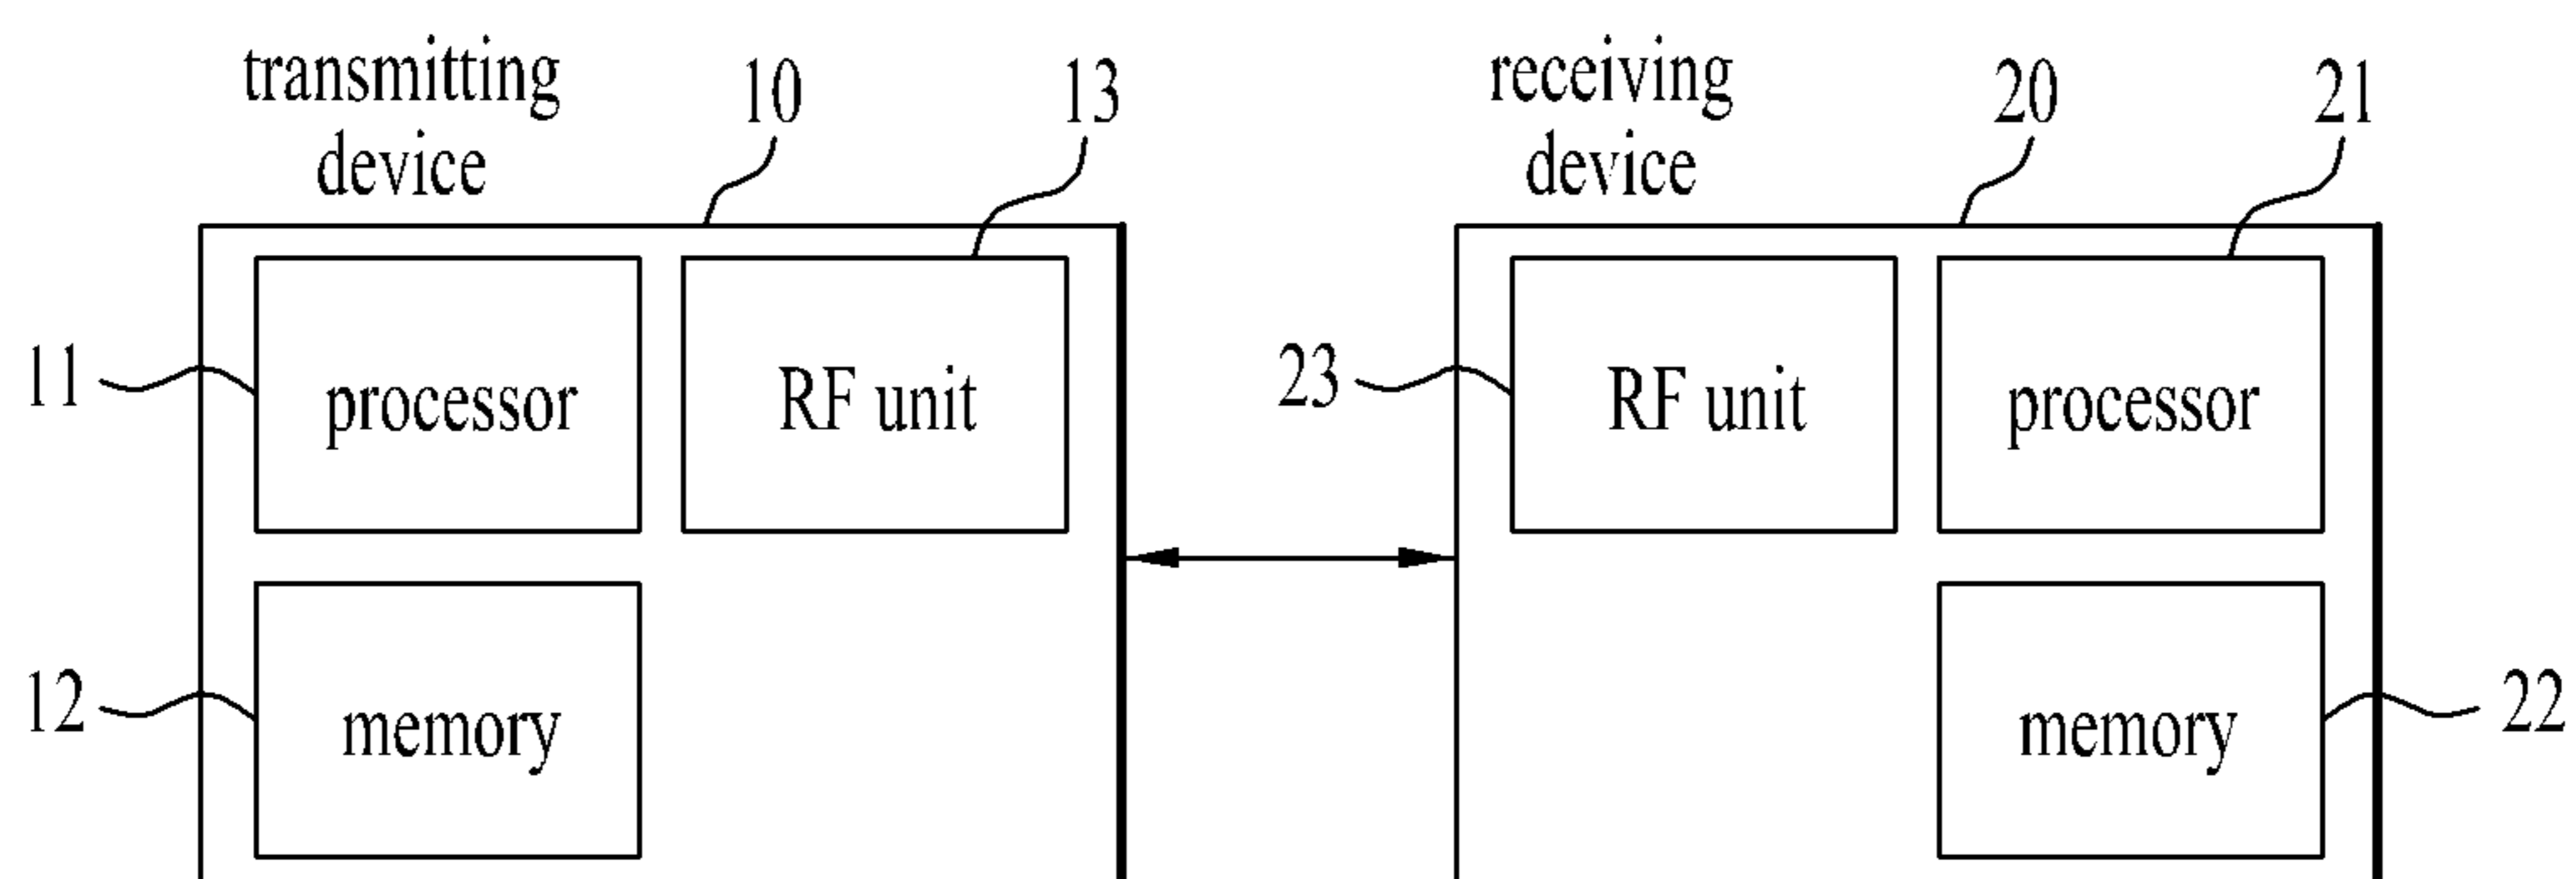 transmitting
device
10
13
receiving
device
20
21
11
processor
RF unit
23
RF unit
processor
12
memory
memory
22